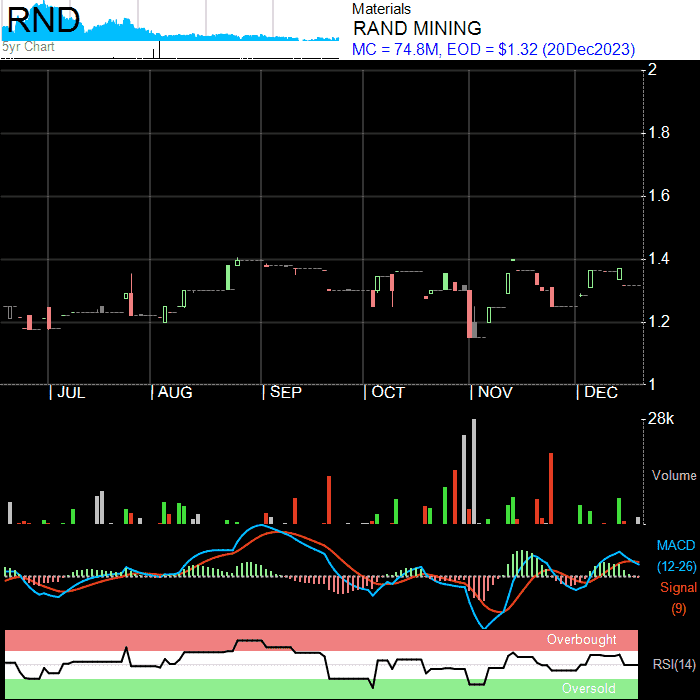 RND
5yr Chart
Materials
RAND MINING
MC = 74.8M, EOD = $1.32 (20Dec2023)
2
1.8
1.6
1.4
1.2
1
| JUL | AUG | SEP | OCT | NOV | DEC
28k
Volume
MACD
(12-26)
Signal
(9)
Overbought
RSI(14)
Oversold